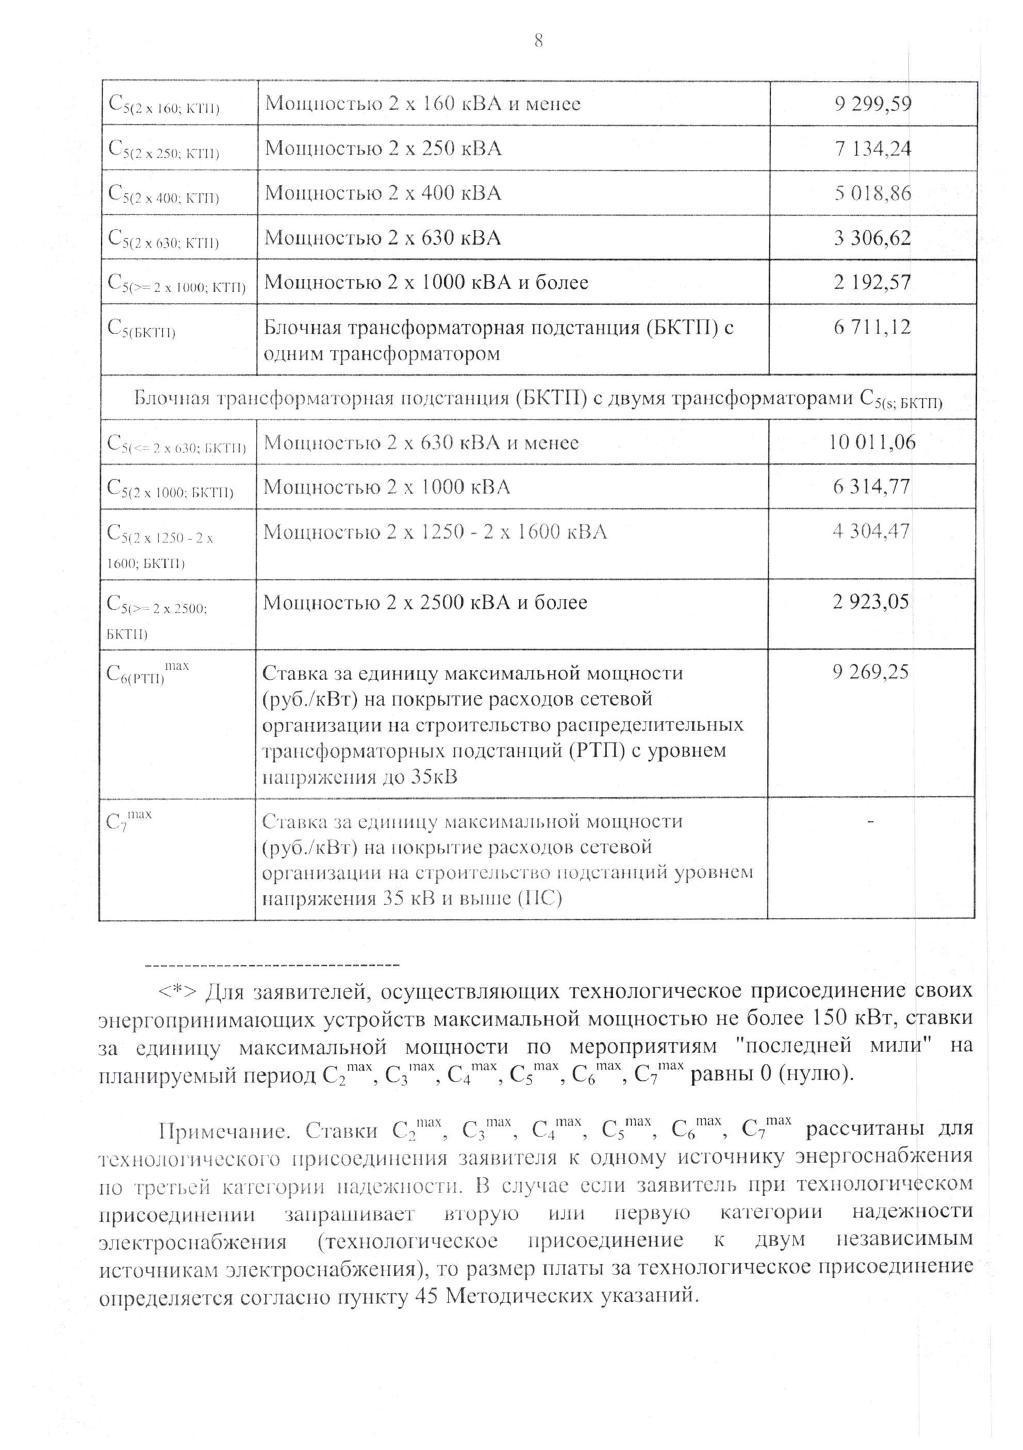 8
C5(2 x 160; КТП) Мощностью 2 x 160 кВА и менее 9 299,59
C5(2 x 250; КТП) Мощностью 2 x 250 кВА 7 134,24
C5(2 x 400; КТП) Мощностью 2 x 400 кВА 5 018,86
C5(2 x 630; КТП) Мощностью 2 x 630 кВА 3 306,62
C5(>= 2 x 1000; КТП) Мощностью 2 x 1000 кВА и более 2 192,57
C5(БКТП) Блочная трансформаторная подстанция (БКТП) с 6 711,12
одним трансформатором
Блочная трансформаторная подстанция (БКТП) с двумя трансформаторами C5(s; БКТП)
C5(<= 2 x 630; БКТП) Мощностью 2 x 630 кВА и менее 10 011,06
C5(2 x 1000; БКТП) Мощностью 2 x 1000 кВА 6 314,77
C5(2 x 1250 - 2 x Мощностью 2 x 1250 - 2 x 1600 кВА 4 304,47
1600; БКТП)
C5(>= 2 x 2500; Мощностью 2 x 2500 кВА и более 2 923,05
БКТП)
C6(РТП)max Ставка за единицу максимальной мощности 9 269,25
(руб./кВт) на покрытие расходов сетевой
организации на строительство распределительных
трансформаторных подстанций (РТП) с уровнем
напряжения до 35кВ
C7max Ставка за единицу максимальной мощности -
(руб./кВт) на покрытие расходов сетевой
организации на строительство подстанций уровнем
напряжения 35 кВ и выше (ПС)
-------------------------------
<*> Для заявителей, осуществляющих технологическое присоединение своих
энергопринимающих устройств максимальной мощностью не более 150 кВт, ставки
за единицу максимальной мощности по мероприятиям "последней мили" на
планируемый период C2max, C3max, C4max, C5max, C6max, C7max равны 0 (нулю).
Примечание. Ставки C2max, C3max, C4max, C5max, C6max, C7max рассчитаны для
технологического присоединения заявителя к одному источнику энергоснабжения
по третьей категории надежности. В случае если заявитель при технологическом
присоединении запрашивает вторую или первую категории надежности
электроснабжения (технологическое присоединение к двум независимым
источникам электроснабжения), то размер платы за технологическое присоединение
определяется согласно пункту 45 Методических указаний.